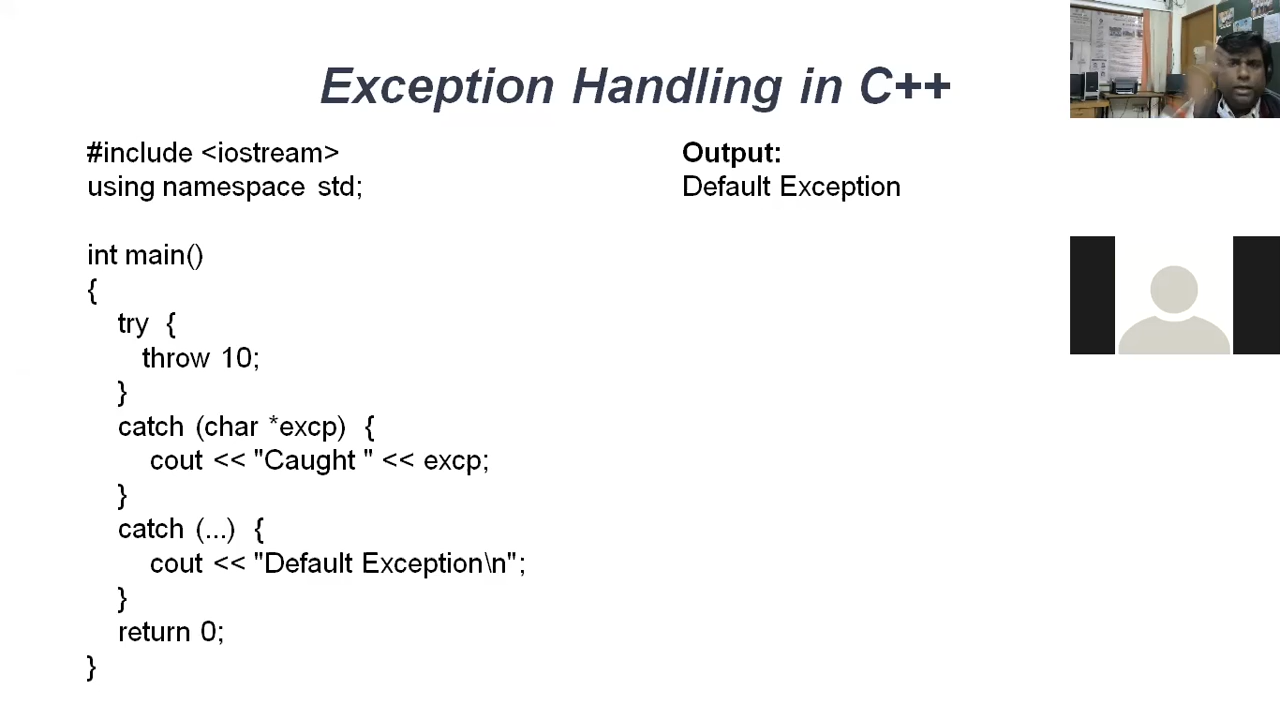 Exception Handling in C++
#include <iostream>
using namespace std;
int main()
{
try {
throw 10;
}
catch (char *excp) {
cout << "Caught " << excp;
}
catch (...) {
cout << "Default Exception\n";
}
return 0;
}
Output:
Default Exception